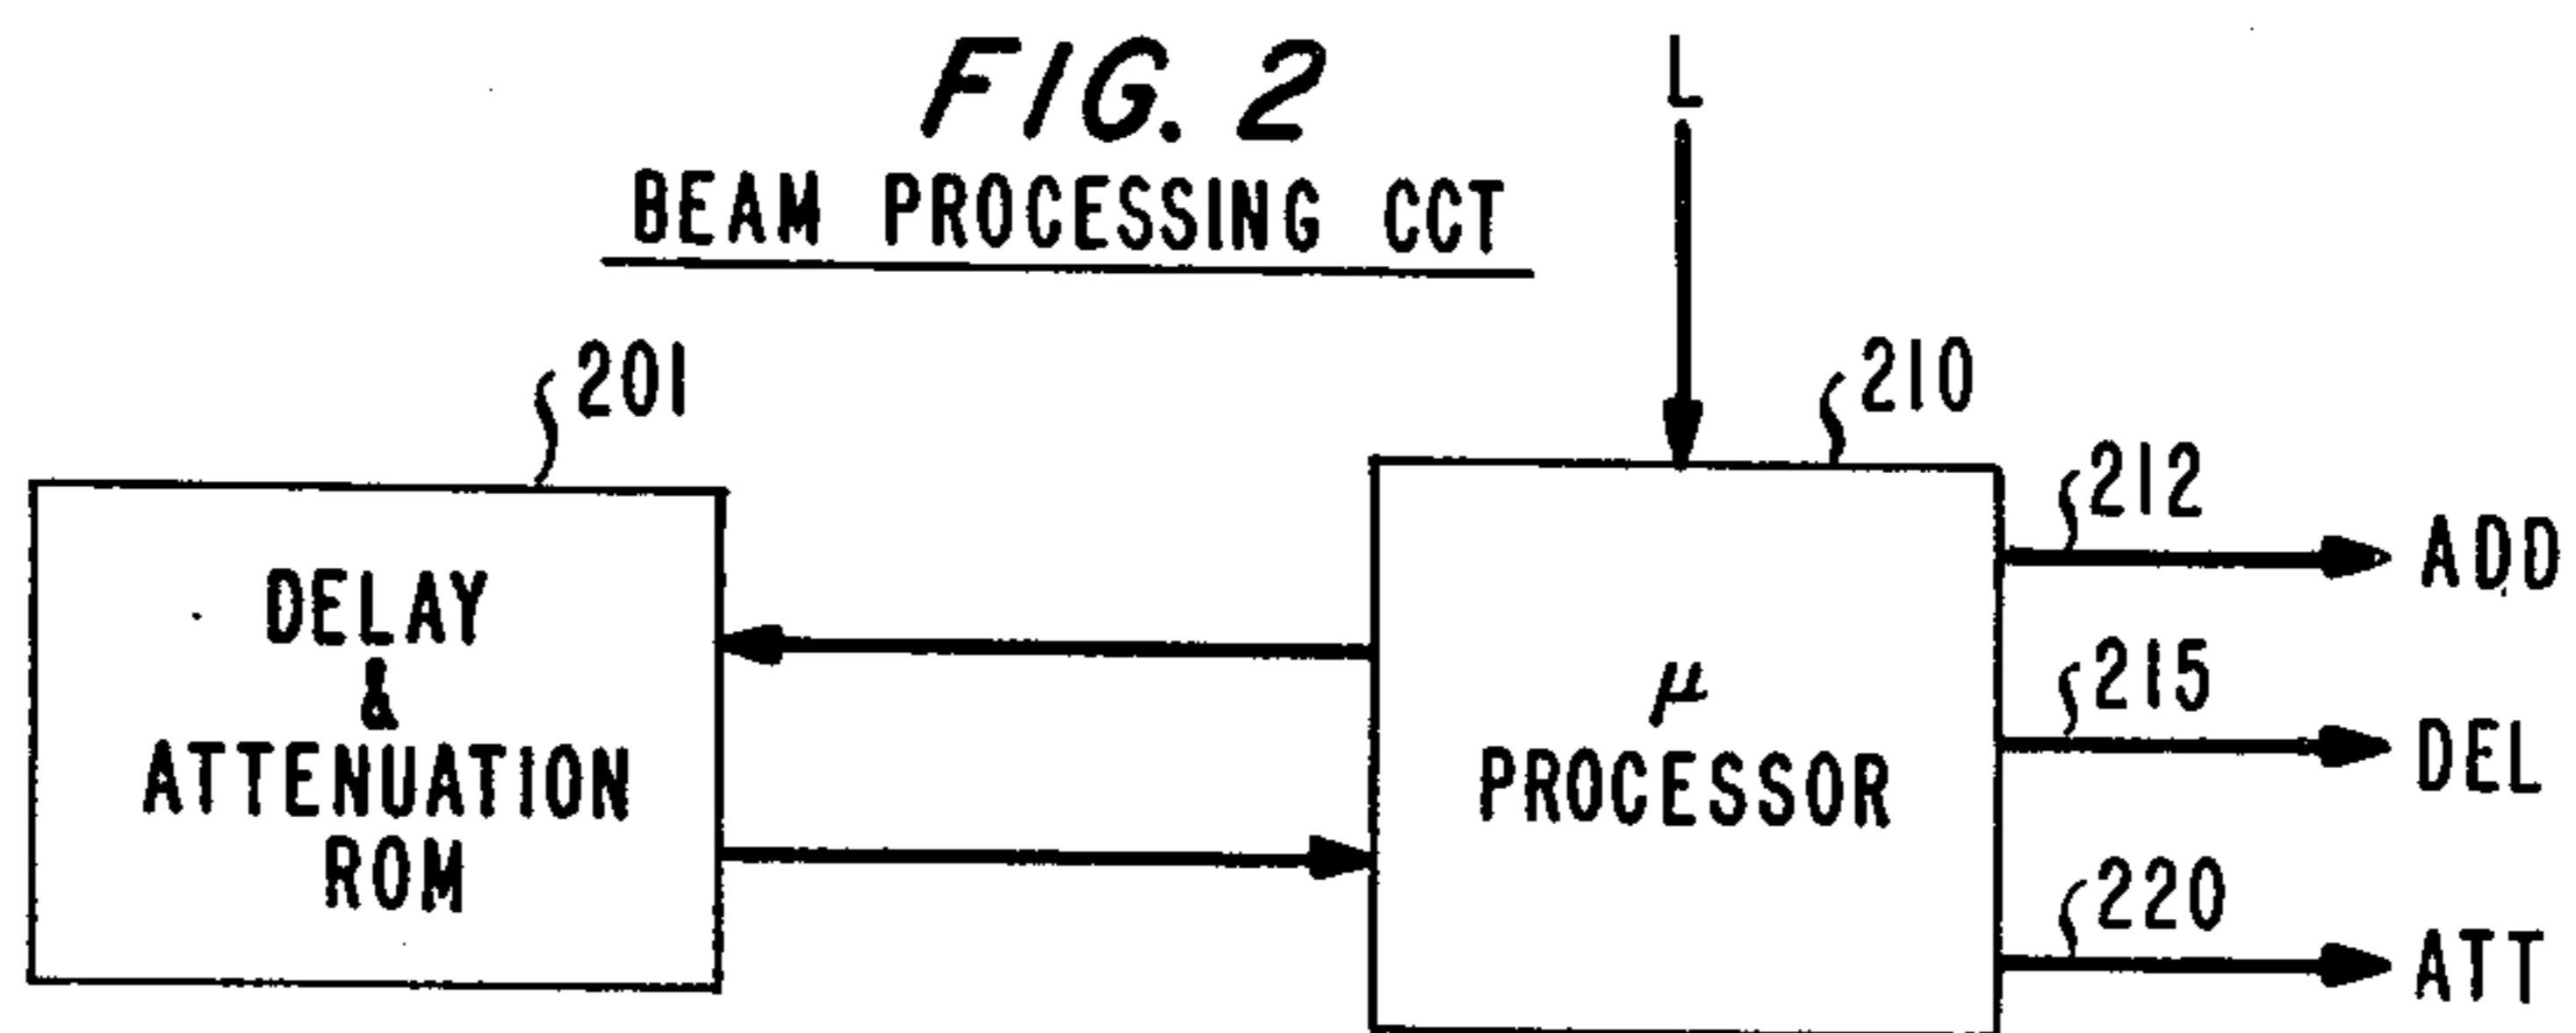 FIG. 2
L
BEAM PROCESSING CCT
201
210
212
ADD
DELAY
&
ATTENUATION
ROM
μ
PROCESSOR
215
DEL
220
ATT